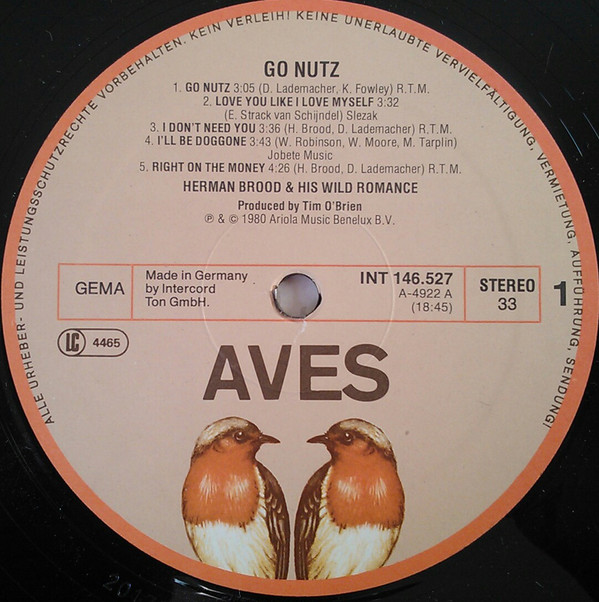 ALLE URHEBER- UND LEISTUNGSSCHUTZRECHTE VORBEHALTEN. KEIN VERLEIH! KEINE UNERLAUBTE VERVIELFÄLTIGUNG, VERMIETUNG, AUFFÜHRUNG, SENDUNG!
GO NUTZ
1. GO NUTZ 3:05 (D. Lademacher, K. Fowley) R.T.M.
2. LOVE YOU LIKE I LOVE MYSELF 3:32
(E. Strack van Schijndel) Slezak
3. I DON'T NEED YOU 3:36 (H. Brood, D. Lademacher) R.T.M.
4. I'LL BE DOGGONE 3:43 (W. Robinson, W. Moore, M. Tarplin)
Jobete Music
5. RIGHT ON THE MONEY 4:26 (H. Brood, D. Lademacher) R.T.M.
HERMAN BROOD & HIS WILD ROMANCE
Produced by Tim O'Brien
℗ & © 1980 Ariola Music Benelux B.V.
GEMA
Made in Germany
by Intercord
Ton GmbH.
INT 146.527
A-4922 A
(18:45)
STEREO
33
1
LC 4465
AVES